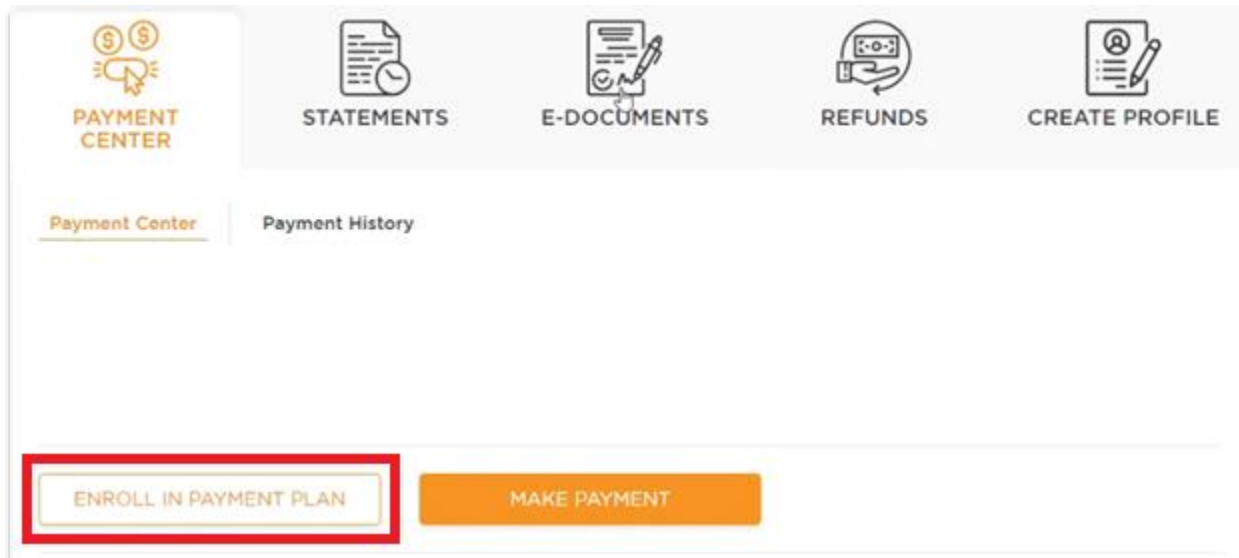 PAYMENT
CENTER
STATEMENTS
E-DOCUMENTS
REFUNDS
CREATE PROFILE
Payment Center
Payment History
ENROLL IN PAYMENT PLAN
MAKE PAYMENT